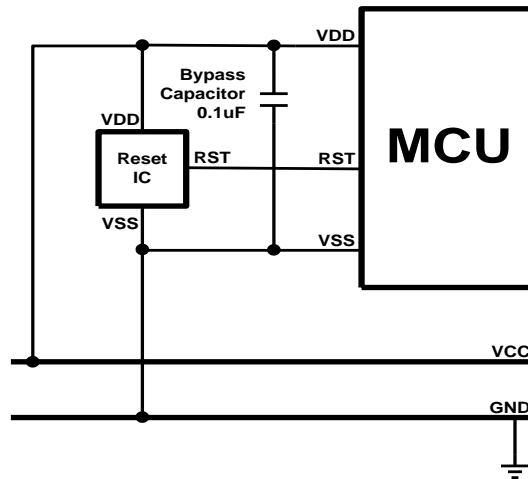 VDD
Bypass
Capacitor
0.1uF
VDD
Reset
IC
RST
RST
MCU
VSS
VSS
VCC
GND